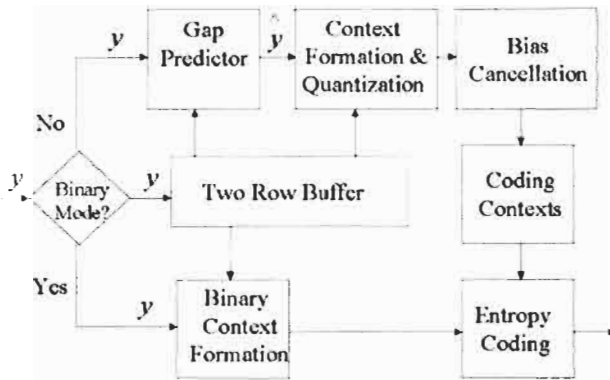 y
Gap
Predictor
ŷ
Context
Formation &
Quantization
Bias
Cancellation
No
y
Binary
Mode?
y
Two Row Buffer
Coding
Contexts
Yes
y
Binary
Context
Formation
Entropy
Coding